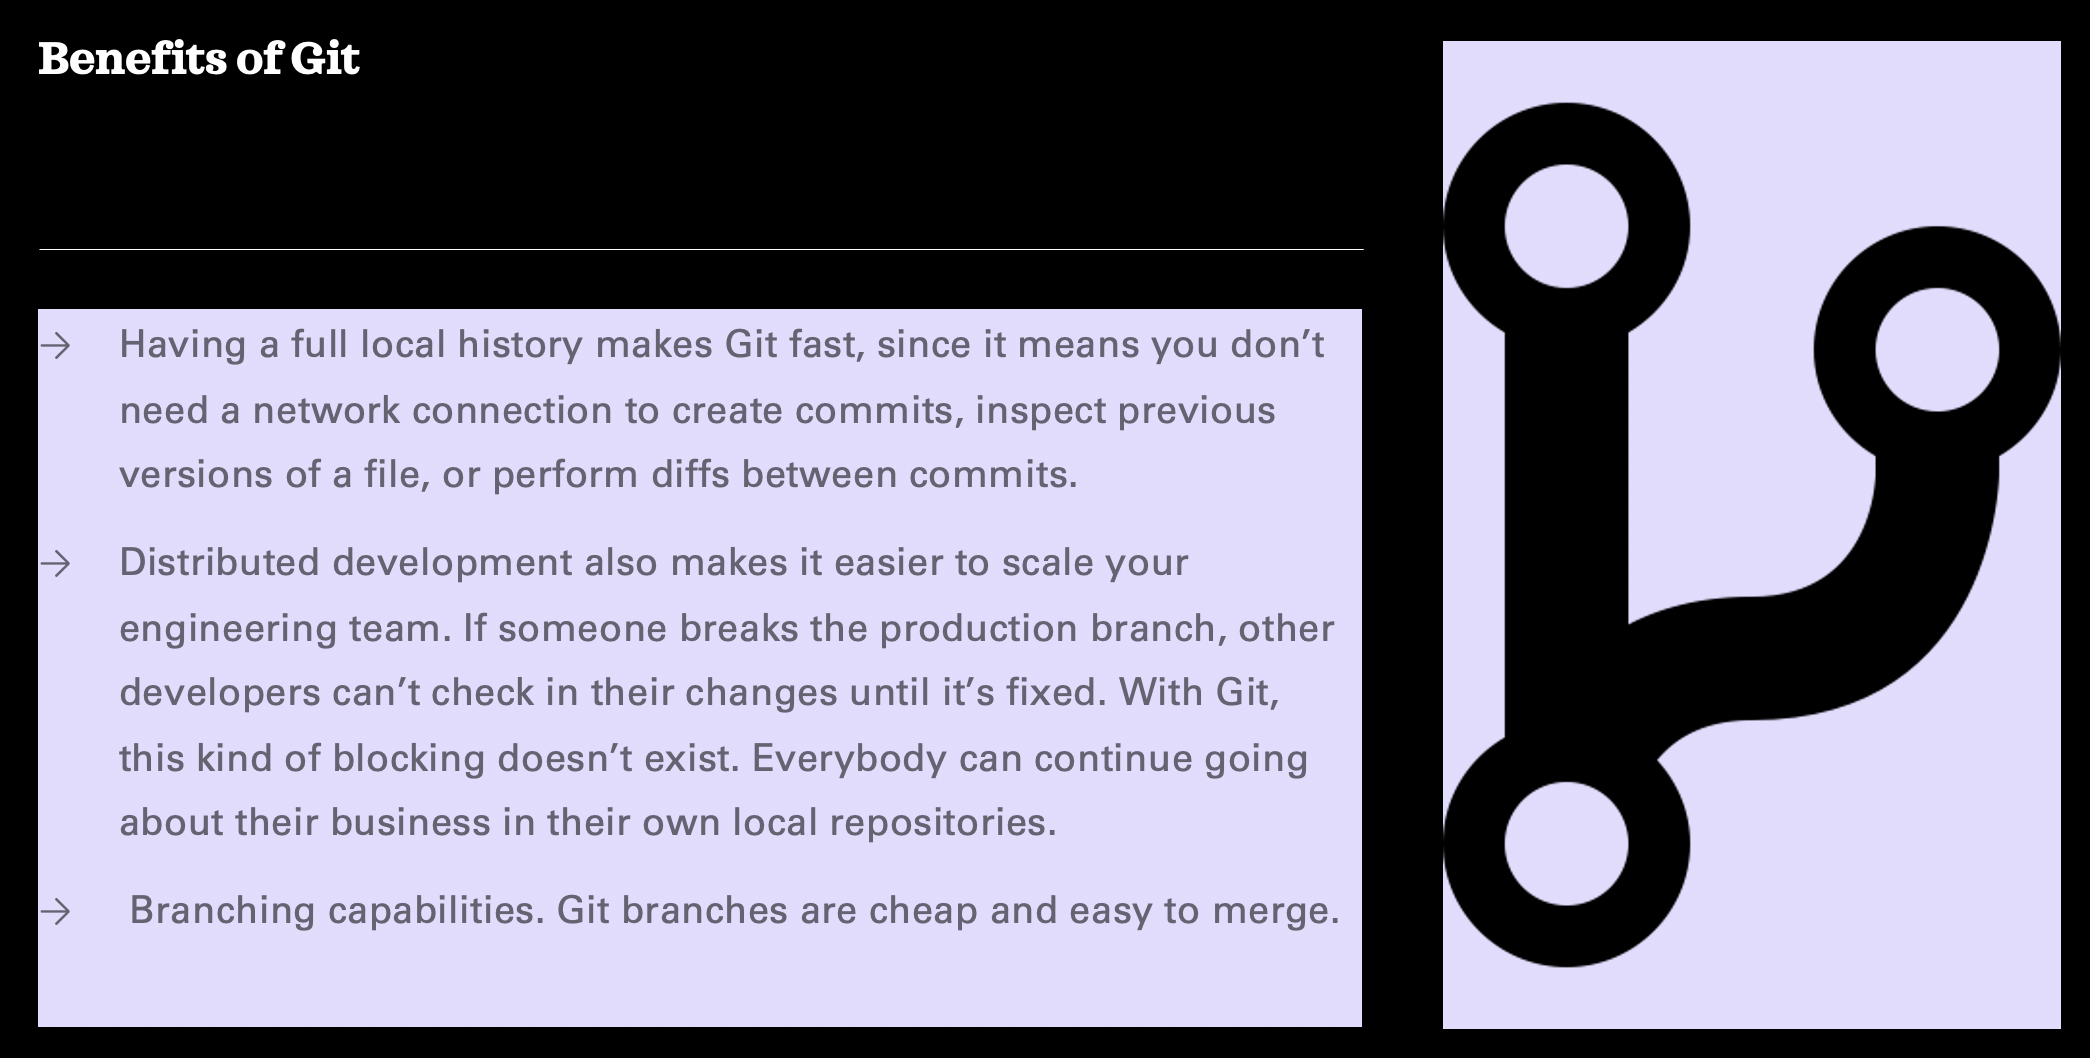 Benefits of Git
→ Having a full local history makes Git fast, since it means you don’t
need a network connection to create commits, inspect previous
versions of a file, or perform diffs between commits.
→ Distributed development also makes it easier to scale your
engineering team. If someone breaks the production branch, other
developers can’t check in their changes until it’s fixed. With Git,
this kind of blocking doesn’t exist. Everybody can continue going
about their business in their own local repositories.
→ Branching capabilities. Git branches are cheap and easy to merge.